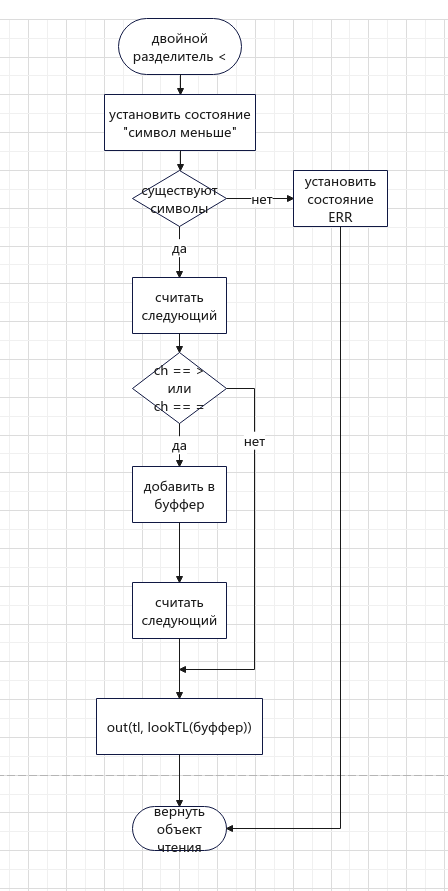 двойной
разделитель <
установить состояние
"символ меньше"
существуют
символы
нет
установить
состояние
ERR
да
считать
следующий
ch == >
или
ch == =
нет
да
добавить в
буффер
считать
следующий
out(tl, lookTL(буффер))
вернуть
объект
чтения